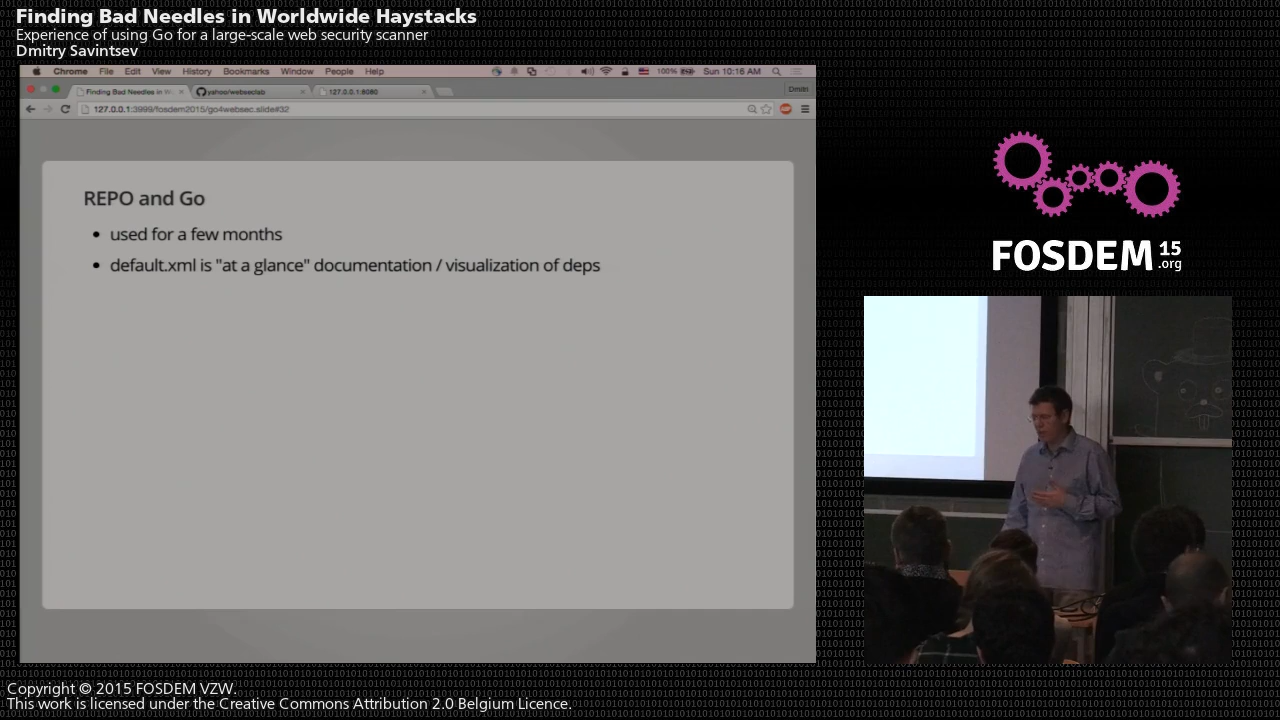 Finding Bad Needles in Worldwide Haystacks
Experience of using Go for a large-scale web security scanner
Dmitry Savintsev
Chrome File Edit View History Bookmarks Window People Help 100% Sun 10:16 AM
Finding Bad Needles in Wo yahoo/webseclab 127.0.0.1:8080 Dmitri
127.0.0.1:3999/fosdem2015/go4websec.slide#32
REPO and Go
• used for a few months
• default.xml is "at a glance" documentation / visualization of deps
FOSDEM 15
.org
Copyright © 2015 FOSDEM VZW.
This work is licensed under the Creative Commons Attribution 2.0 Belgium Licence.